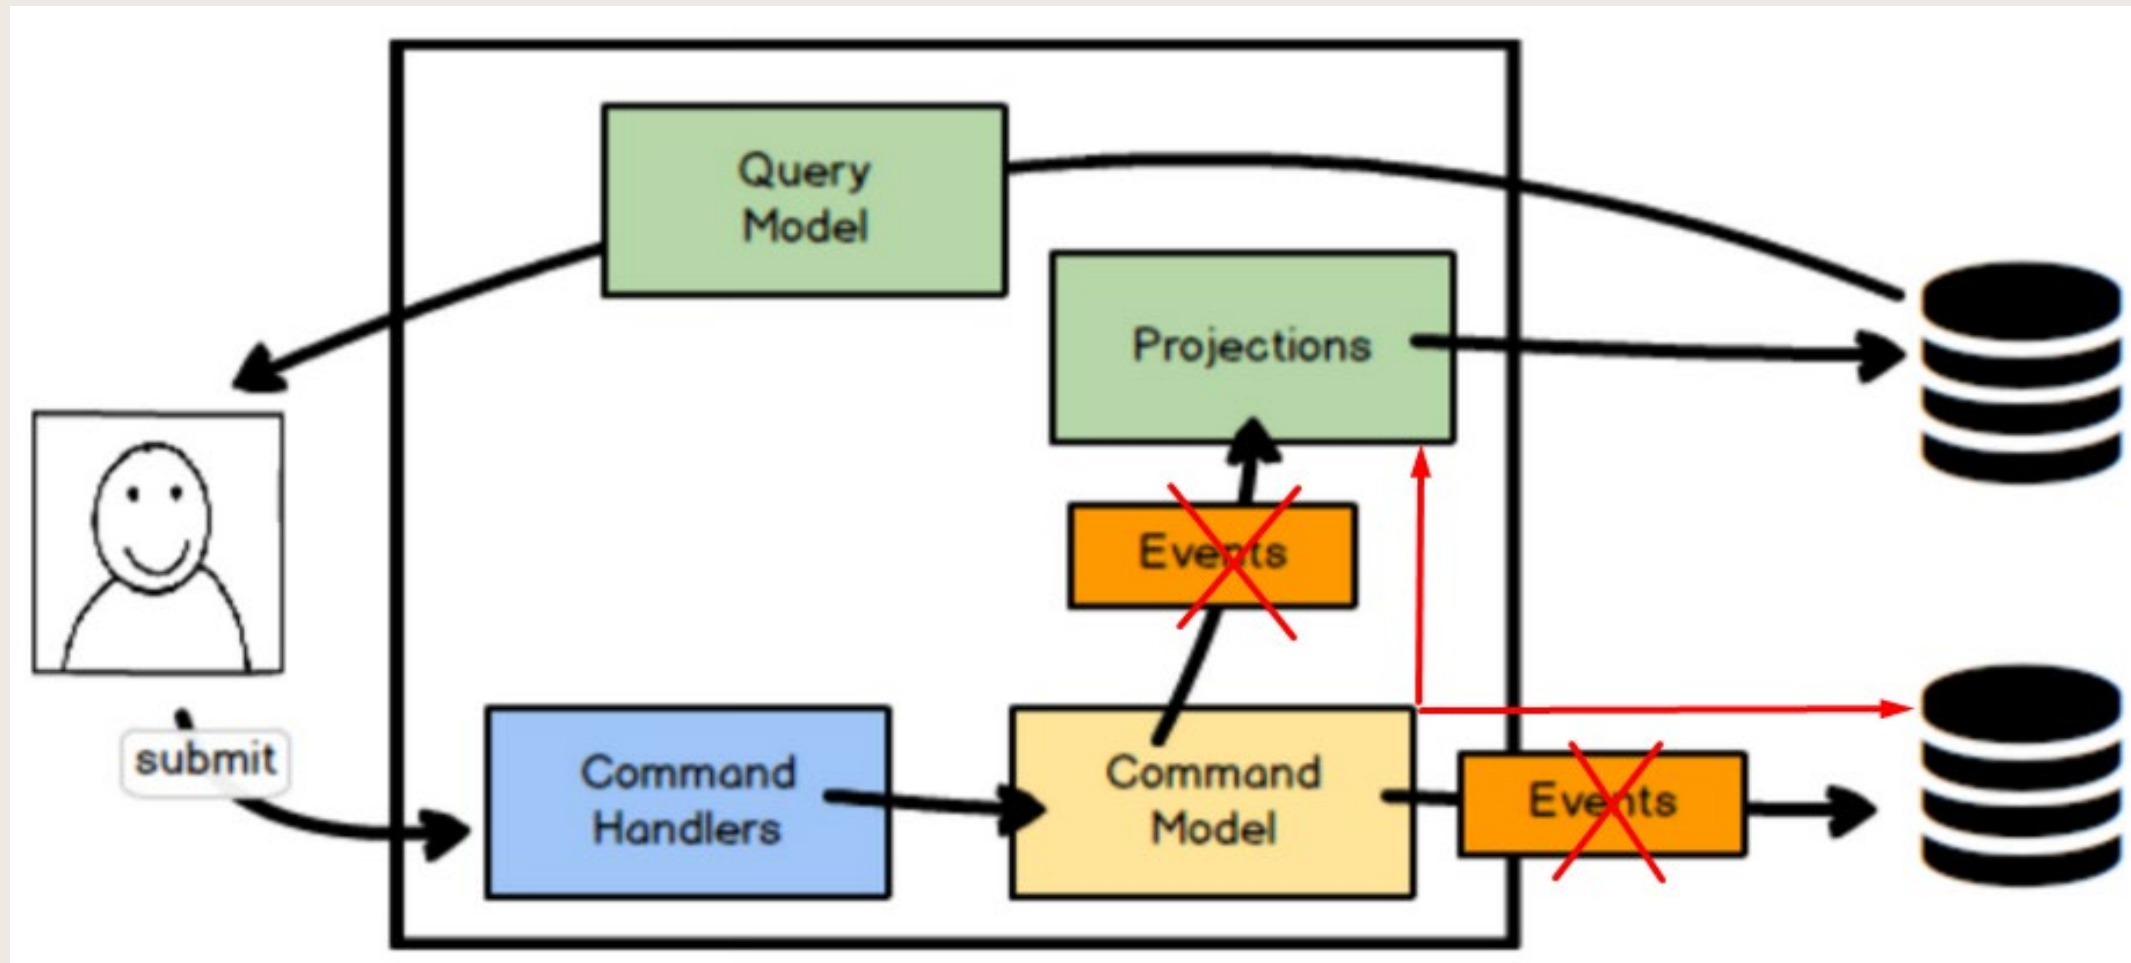 Query
Model
Projections
Events
submit
Command
Handlers
Command
Model
Events